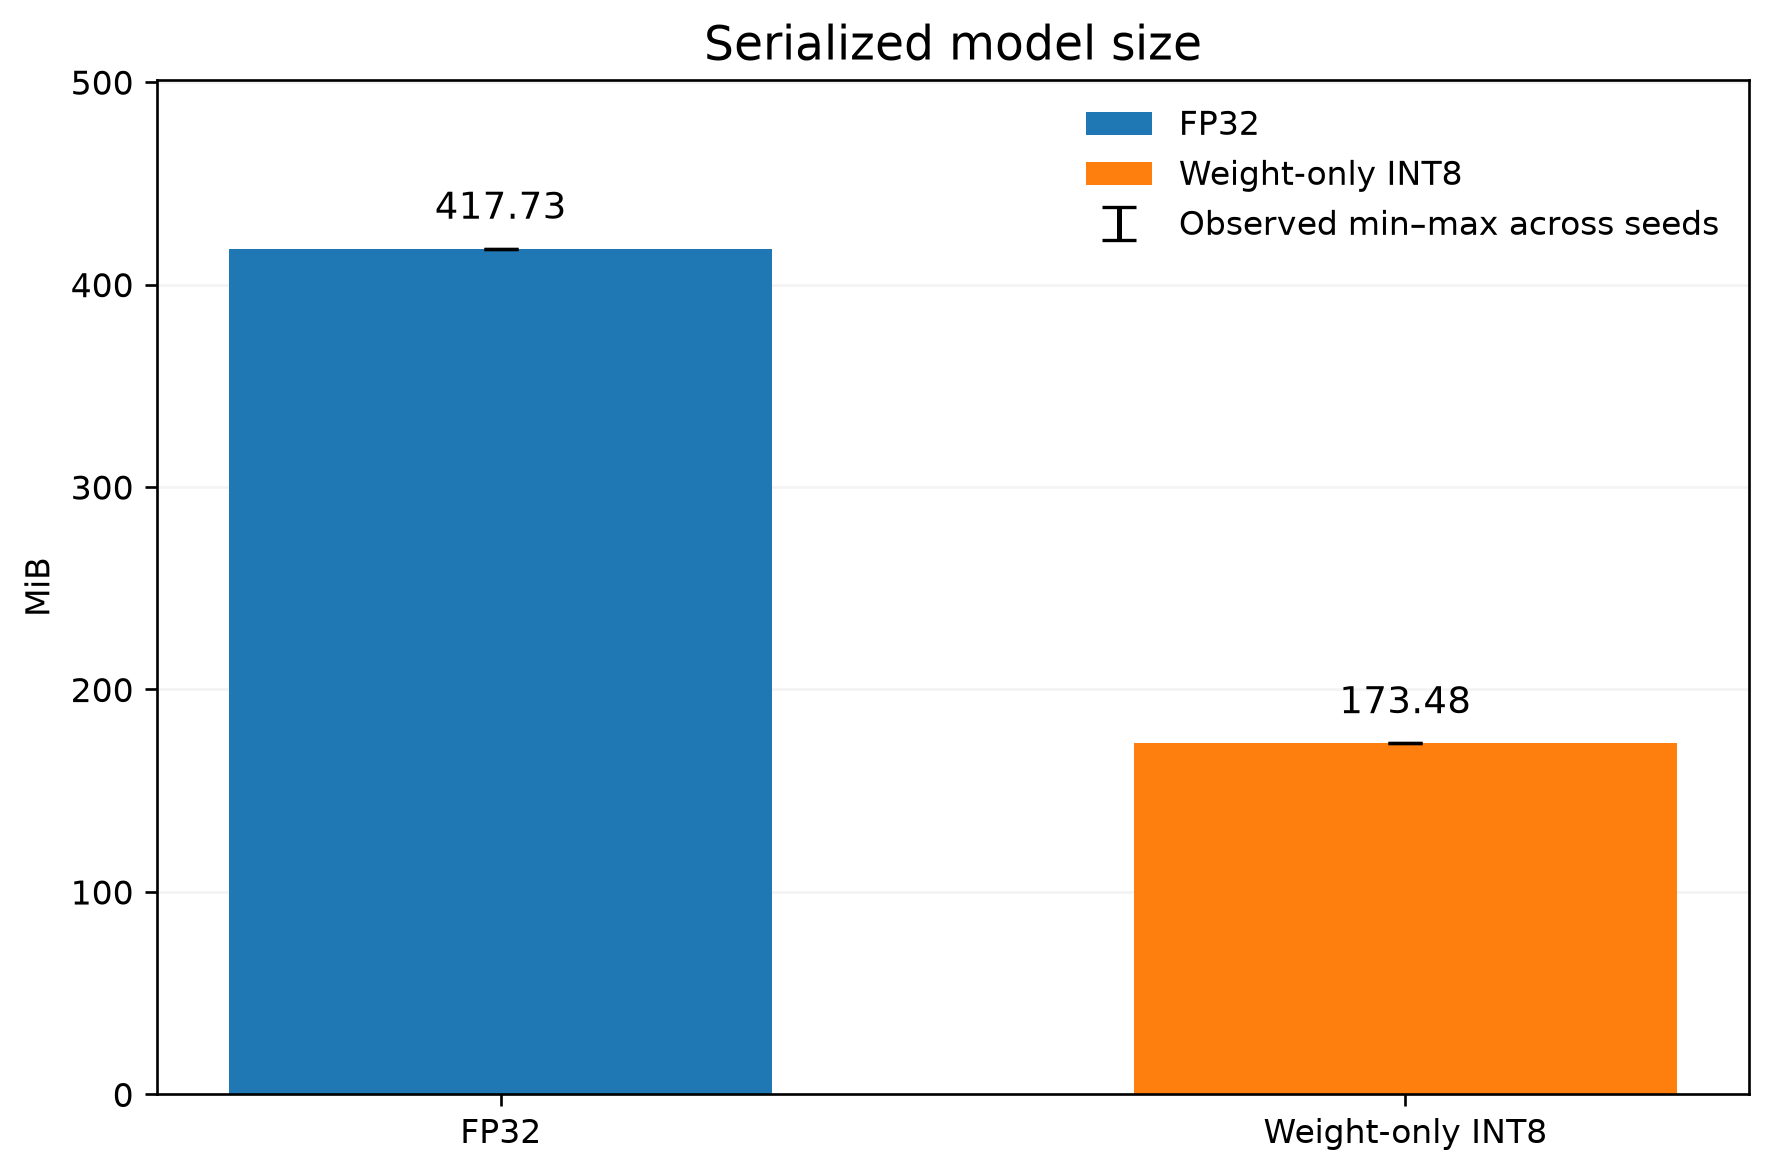 Serialized model size
500
400
300
200
100
0
MiB
417.73
173.48
FP32
Weight-only INT8
Observed min–max across seeds
FP32
Weight-only INT8